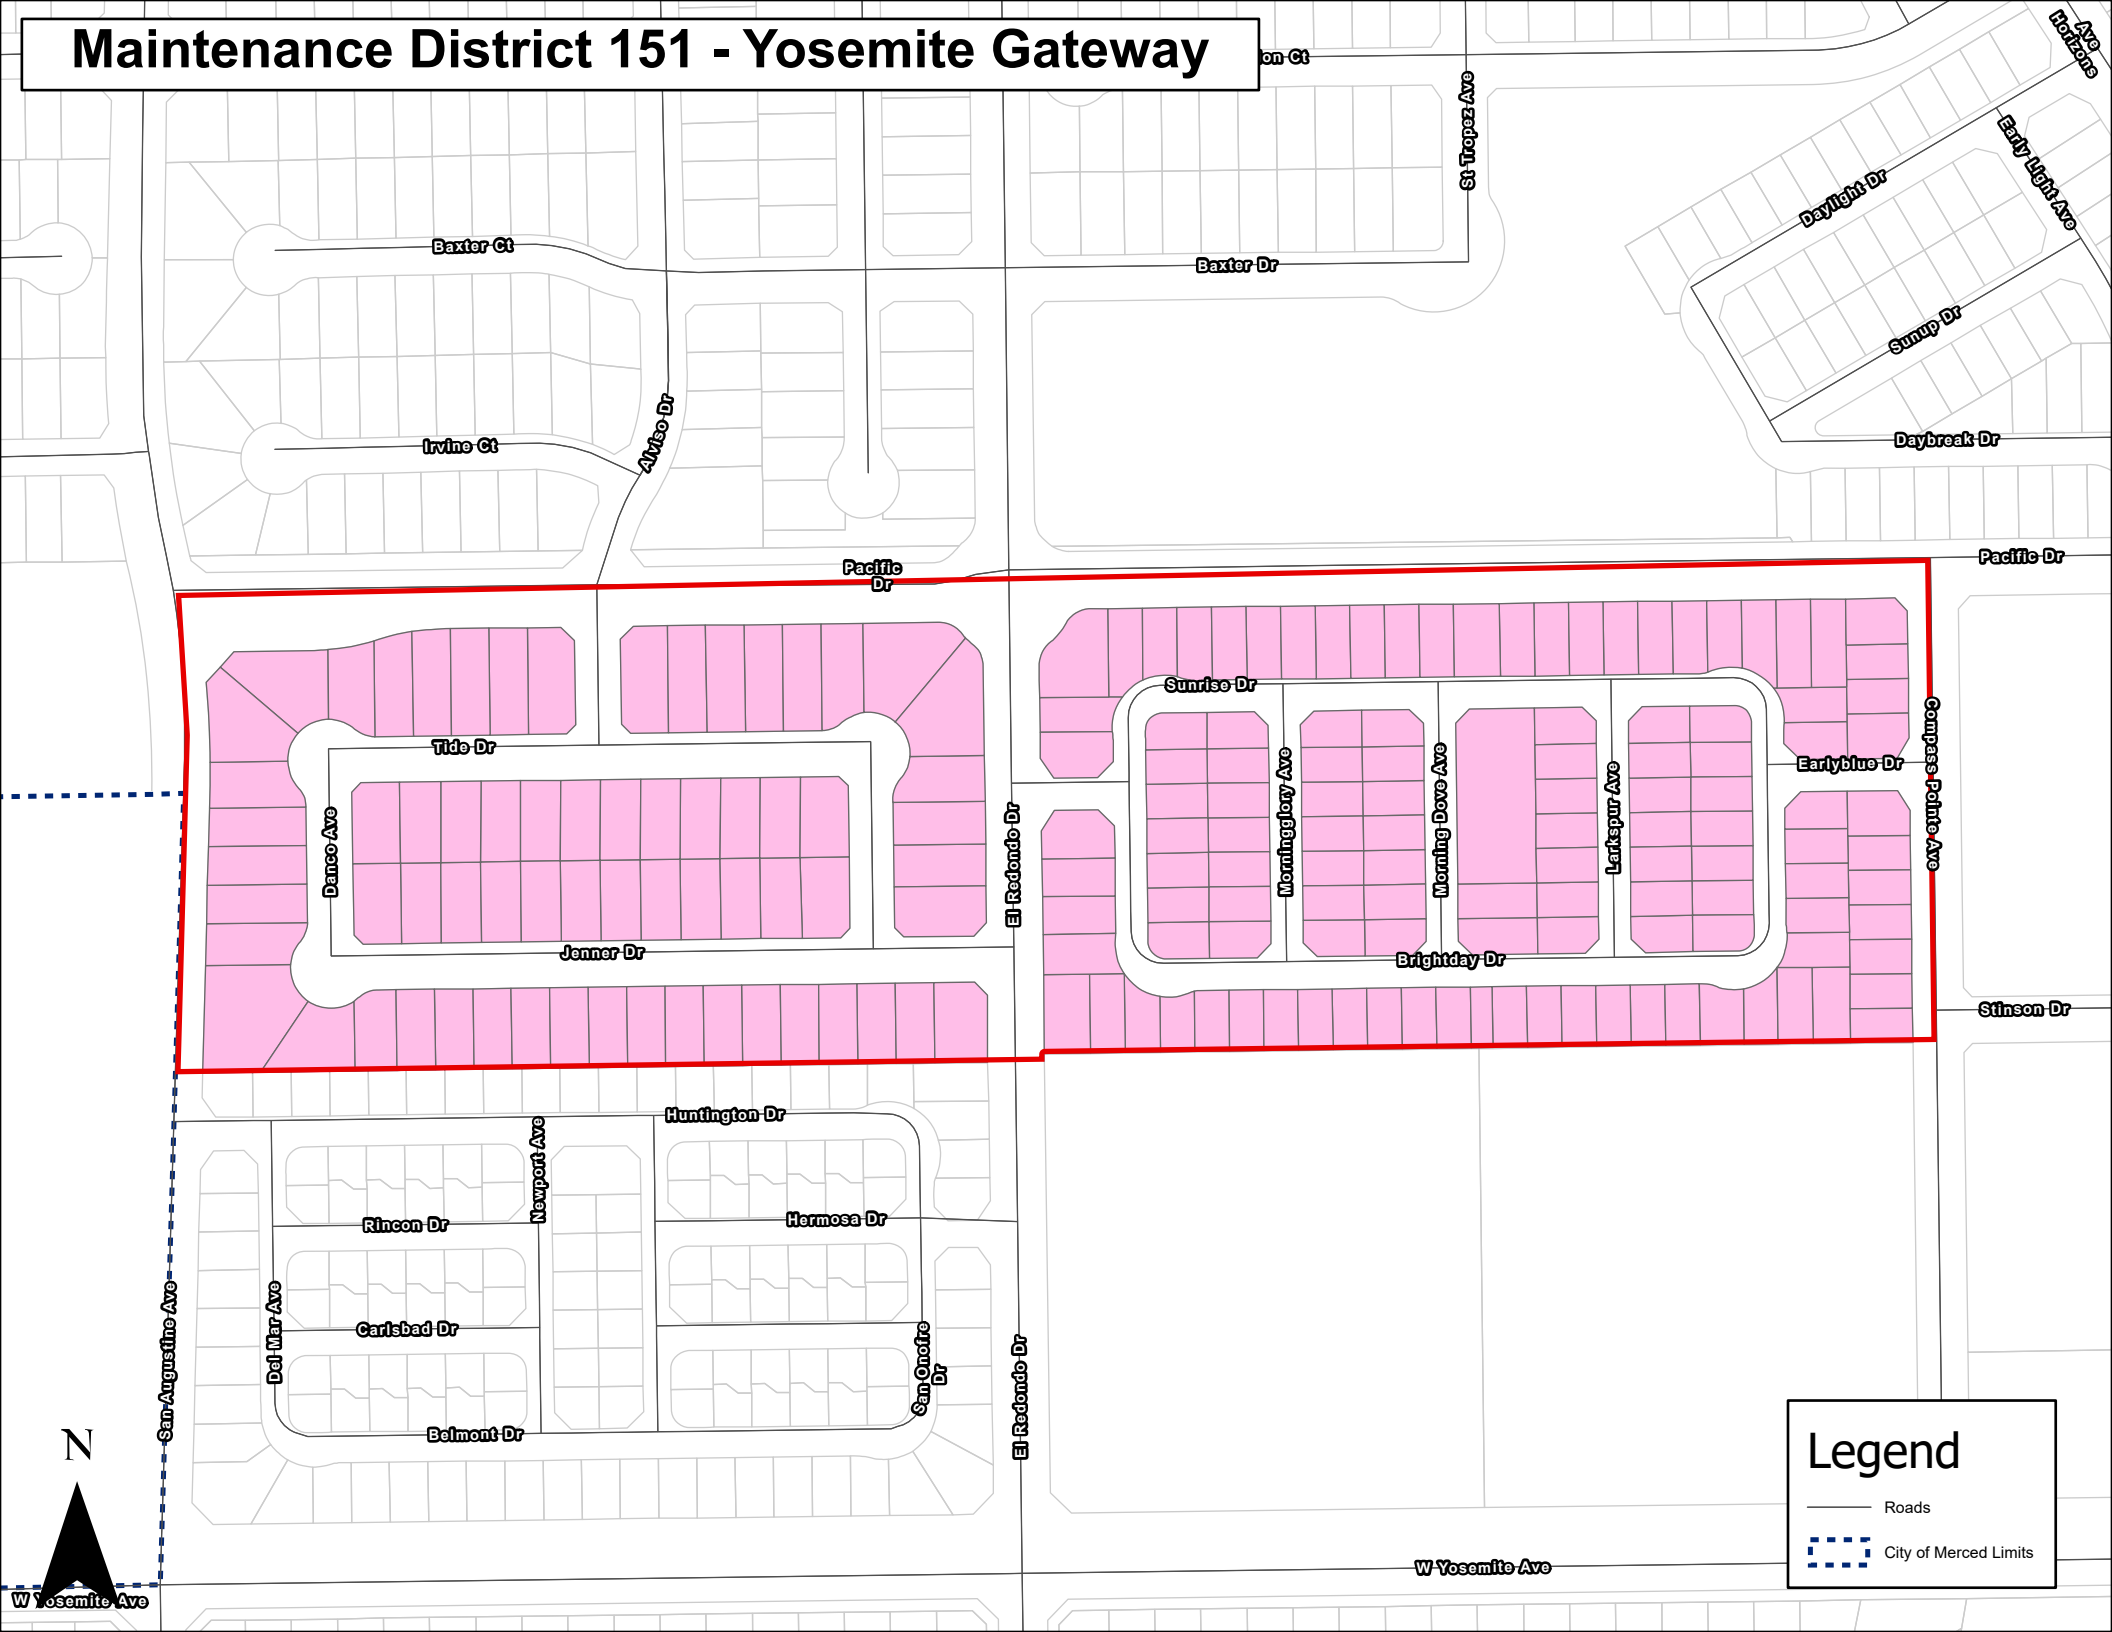 Maintenance District 151 - Yosemite Gateway
ion Ct
St Tropez Ave
Ave
Horizons
Early Light Ave
Daylight Dr
Baxter Ct
Baxter Dr
Sunup Dr
Alviso Dr
Irvine Ct
Daybreak Dr
Pacific
Dr
Pacific Dr
Sunrise Dr
Tide Dr
Compass Pointe Ave
Earlyblue Dr
Danco Ave
El Redondo Dr
Morningglory Ave
Morning Dove Ave
Larkspur Ave
Jenner Dr
Brightday Dr
Stinson Dr
Huntington Dr
Newport Ave
Rincon Dr
Hermosa Dr
San Augustine Ave
Del Mar Ave
Carlsbad Dr
San Onofre
Dr
El Redondo Dr
Belmont Dr
N
W Yosemite Ave
W Yosemite Ave
Legend
Roads
City of Merced Limits